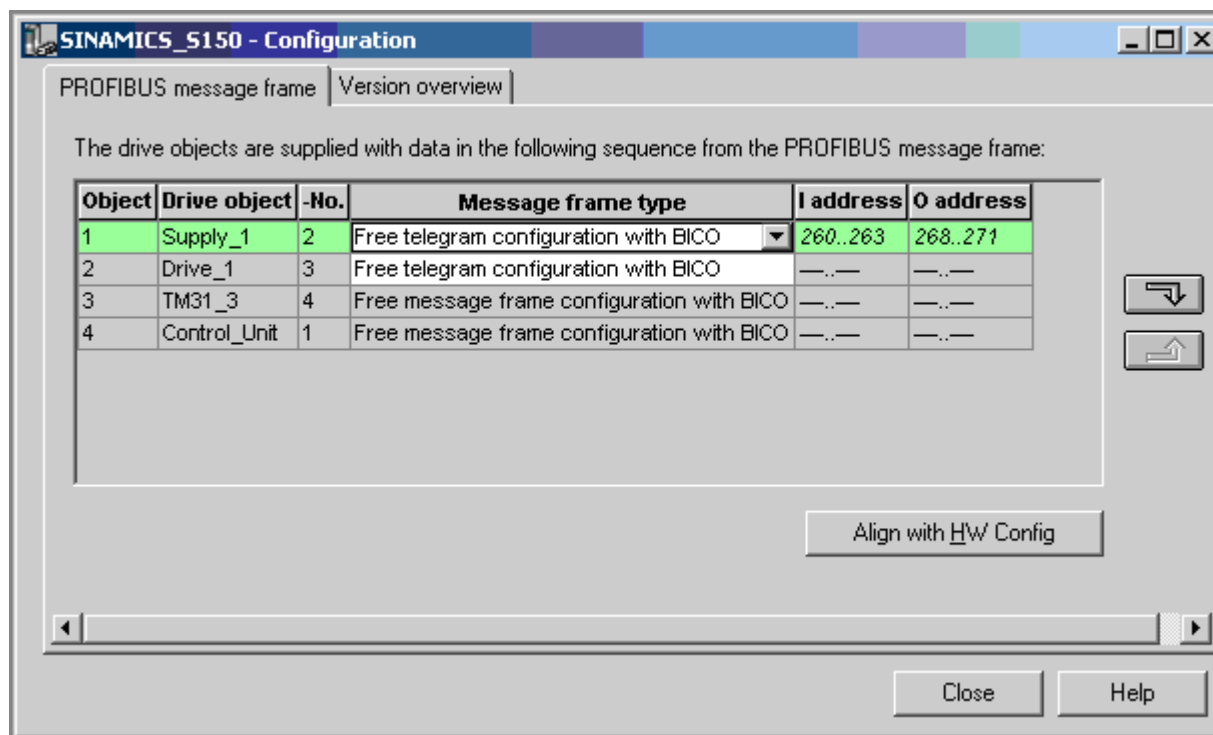 SINAMICS_S150 - Configuration
PROFIBUS message frame Version overview
The drive objects are supplied with data in the following sequence from the PROFIBUS message frame:
Object Drive object -No. Message frame type I address O address
1 Supply_1 2 Free telegram configuration with BICO 260..263 268..271
2 Drive_1 3 Free telegram configuration with BICO —..— —..—
3 TM31_3 4 Free message frame configuration with BICO —..— —..—
4 Control_Unit 1 Free message frame configuration with BICO —..— —..—
Align with HW Config
Close Help